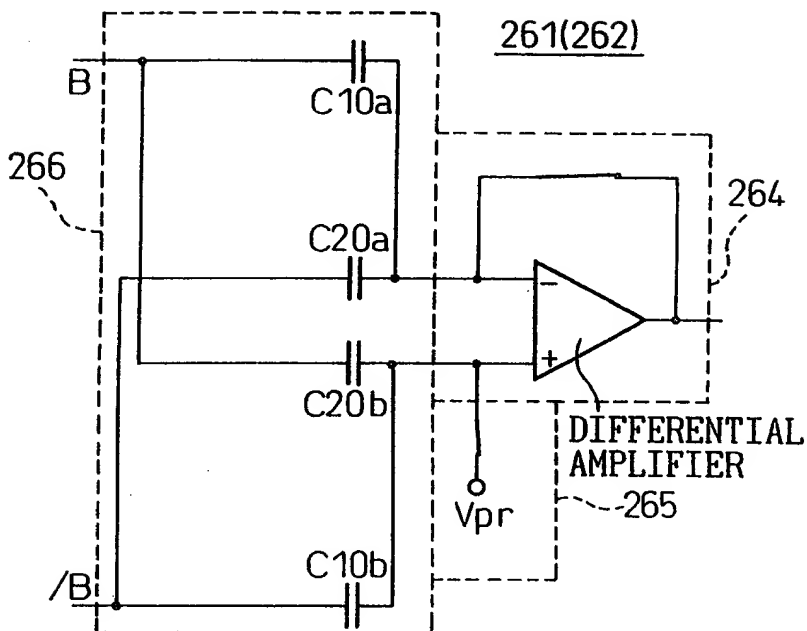 261(262)
B
C10a
266
264
C20a
−
+
C20b
DIFFERENTIAL
AMPLIFIER
Vpr
265
C10b
/B